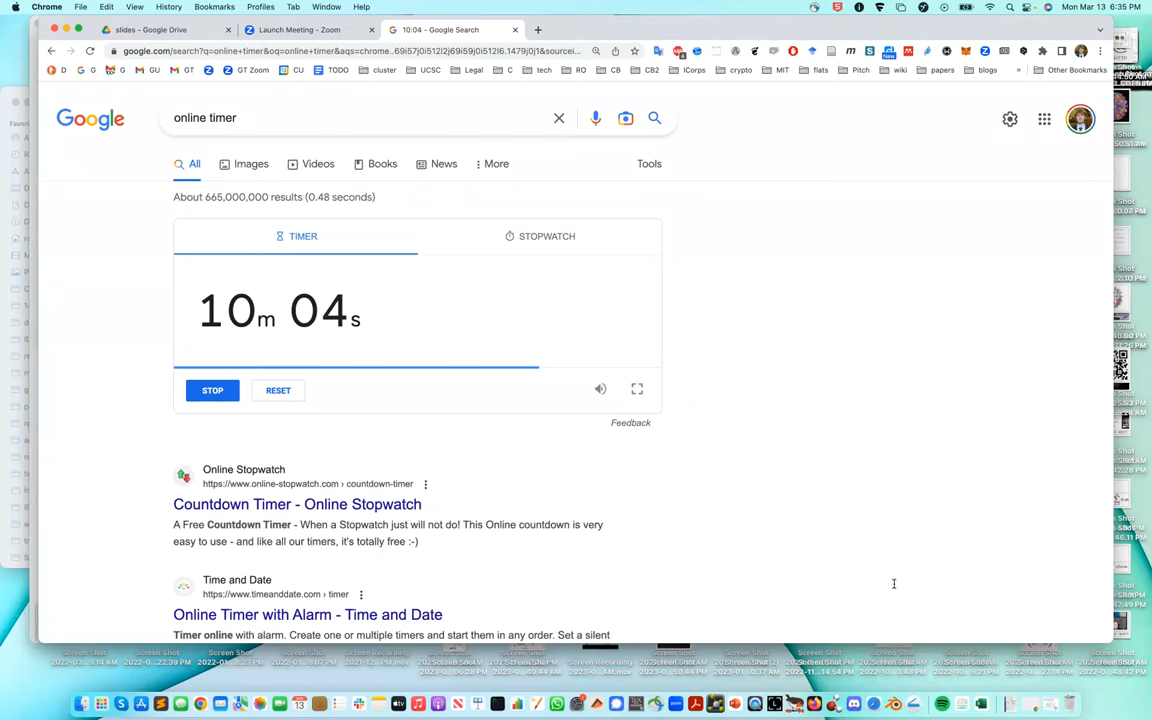 Chrome File Edit View History Bookmarks Profiles Tab Window Help Mon Mar 13 6:35 PM
slides - Google Drive Launch Meeting - Zoom G online timer - Google Search
google.com/search?q=online+timer&oq=online+timer&aqs=chrome..69i57j0i512l2j69i59j0i512l6.1479j0j1&sourcei...
D G G G GU GT GT Zoom CU TODO cluster UCSC Legal C tech RO CB CB2 ICorps crypto MIT flats Pitch wiki papers blogs » Other Bookmarks
Google
online timer
All Images Videos Books News More Tools
About 665,000,000 results (0.48 seconds)
TIMER STOPWATCH
10m 04s
STOP RESET
Feedback
Online Stopwatch
https://www.online-stopwatch.com › countdown-timer
Countdown Timer - Online Stopwatch
A Free Countdown Timer - When a Stopwatch just will not do! This Online countdown is very
easy to use - and like all our timers, it's totally free :-)
Time and Date
https://www.timeanddate.com › timer
Online Timer with Alarm - Time and Date
Timer online with alarm. Create one or multiple timers and start them in any order. Set a silent